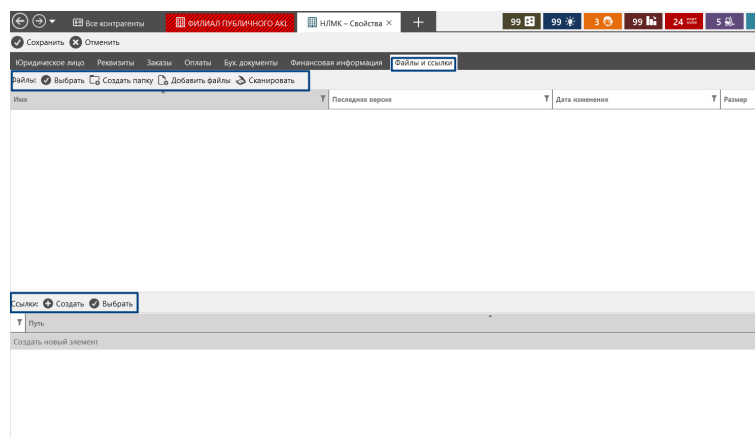 Все контрагенты ФИЛИАЛ ПУБЛИЧНОГО АКЦ НЛМК – Свойства × 99 99 3 99 24 5
Сохранить Отменить
Юридическое лицо Реквизиты Заказы Оплаты Бух. документы Финансовая информация Файлы и ссылки
Файлы: Выбрать Создать папку Добавить файлы Сканировать
Имя Последняя версия Дата изменения Размер
Ссылки: Создать Выбрать
Путь
Создать новый элемент